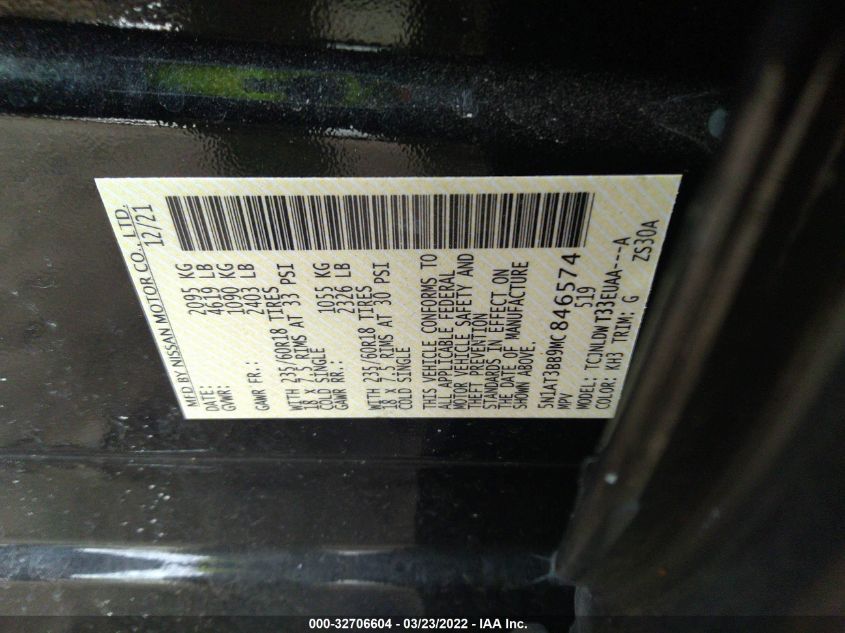 MFD BY NISSAN MOTOR CO., LTD.
DATE: 12/21
GVWR: 2095 KG
4619 LB
GAWR FR.: 1090 KG
2403 LB
WITH 235/60R18 TIRES
18 X 7.5 RIMS AT 33 PSI
COLD SINGLE
GAWR RR.: 1055 KG
2326 LB
WITH 235/60R18 TIRES
18 X 7.5 RIMS AT 30 PSI
COLD SINGLE
THIS VEHICLE CONFORMS TO
ALL APPLICABLE FEDERAL
MOTOR VEHICLE SAFETY AND
THEFT PREVENTION
STANDARDS IN EFFECT ON
THE DATE OF MANUFACTURE
SHOWN ABOVE.
5N1AT3BB9MC846574
MPV 519
MODEL: TCJNLDWT33EUAA---A
COLOR: KH3 TRIM: G ZS30A
000-32706604 - 03/23/2022 - IAA Inc.